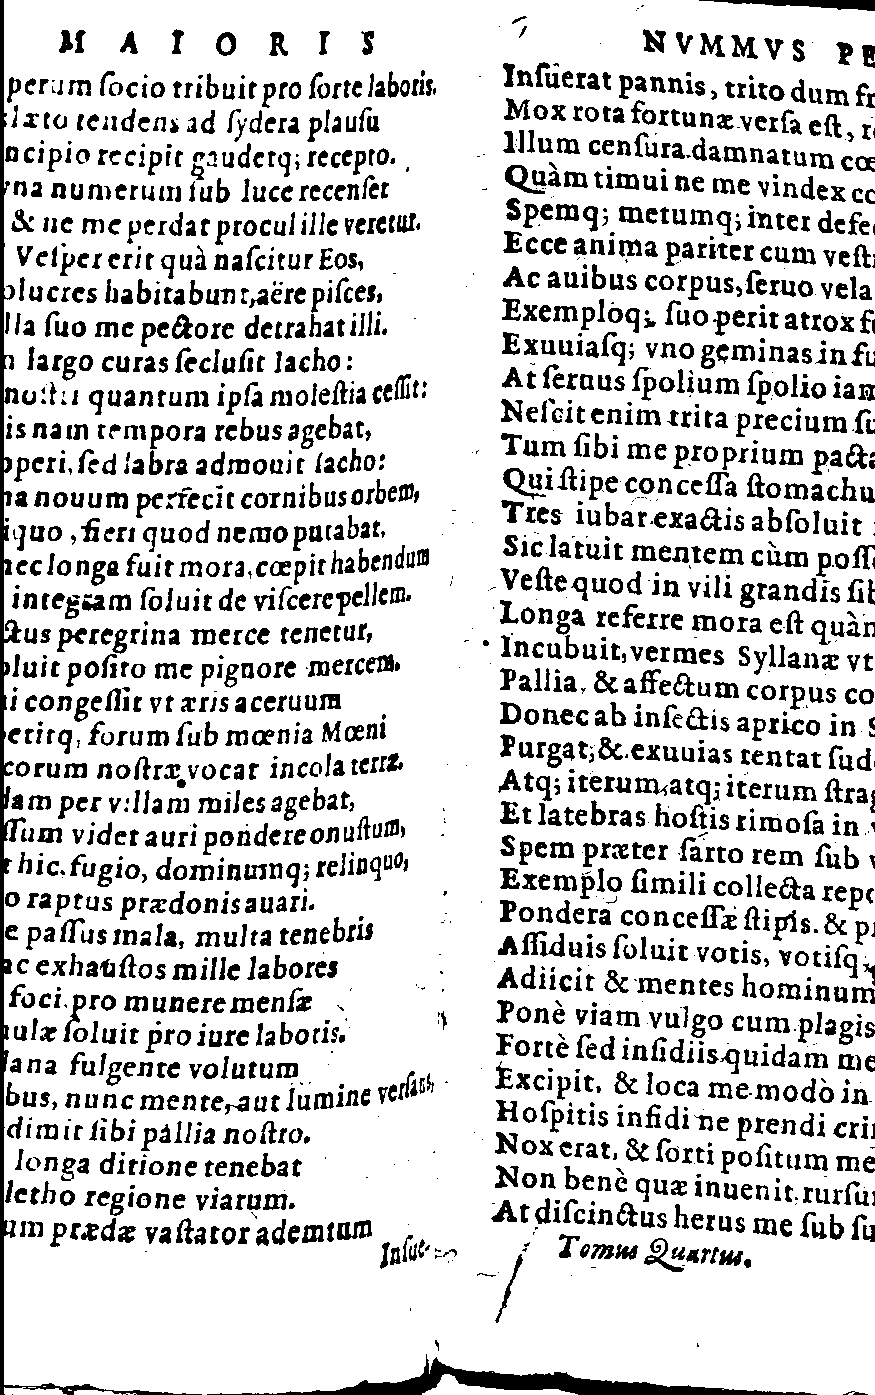 MAIORIS
perum ſocio tribuit pro ſorte laboris.
læto tendens ad ſydera plauſu
ncipio recipit gaudetq; recepto.
na numerum ſub luce recenſet
& ne me perdat procul ille veretur.
Veſper erit quà naſcitur Eos,
olucres habitabunt, aëre piſces,
lla ſuo me pectore detrahat illi.
largo curas ſecluſit Iacho:
quantum ipſa moleſtia ceſſit:
is nam tempora rebus agebat,
operi, ſed labra admouit Iacho:
na nouum perfecit cornibus orbem,
iquo, fieri quod nemo putabat,
nec longa fuit mora, cœpit habendum
integram ſoluit de viſcere pellem.
ctus peregrina merce tenetur,
oluit poſito me pignore mercem.
i congeſſit vt æris aceruum
petitq, forum ſub mœnia Mœni
corum noſtræ vocat incola terræ.
dam per villam miles agebat,
ſſum videt auri pondere onuſtum,
hic. fugio, dominumq; relinquo,
o raptus prædonis auari.
e paſſus mala, multa tenebris
ac exhauſtos mille labores
foci pro munere menſæ
ulæ ſoluit pro iure laboris.
lana fulgente volutum
bus, nunc mente, aut lumine verſans,
dimit ſibi pallia noſtro.
longa ditione tenebat
letho regione viarum.
um prædæ vaſtator ademtum
Inſue-
NVMMVS PE
Inſuerat pannis, trito dum fr
Mox rota fortunæ verſa eſt, r
Illum cenſura damnatum cœ
Quàm timui ne me vindex co
Spemq; metumq; inter defe
Ecce anima pariter cum veſti
Ac auibus corpus, ſeruo vela
Exemploq; ſuo perit atrox fu
Exuuiaſq; vno geminas in fu
At ſeruus ſpolium ſpolio iam
Neſcit enim trita precium ſu
Tum ſibi me proprium pacta
Qui ſtipe conceſſa ſtomachu
Tres iubar exactis abſoluit
Sic latuit mentem cùm poſſe
Veſte quod in vili grandis ſib
Longa referre mora eſt quàm
Incubuit, vermes Syllanæ vt
Pallia, & affectum corpus co
Donec ab inſectis aprico in S
Purgat; & exuuias tentat ſud
Atq; iterum, atq; iterum ſtrag
Et latebras hoſtis rimoſa in v
Spem præter ſarto rem ſub v
Exemplo ſimili collecta repo
Pondera conceſſæ ſtipis. & p
Aſſiduis ſoluit votis, votiſq,
Adiicit & mentes hominum
Ponè viam vulgo cum plagis
Fortè ſed inſidiis quidam me
Excipit, & loca me modò in
Hoſpitis infidi ne prendi crim
Nox erat, & forti poſitum me
Non benè quæ inuenit, rurſum
At diſcinctus herus me ſub ſu
Tomus Quartus.